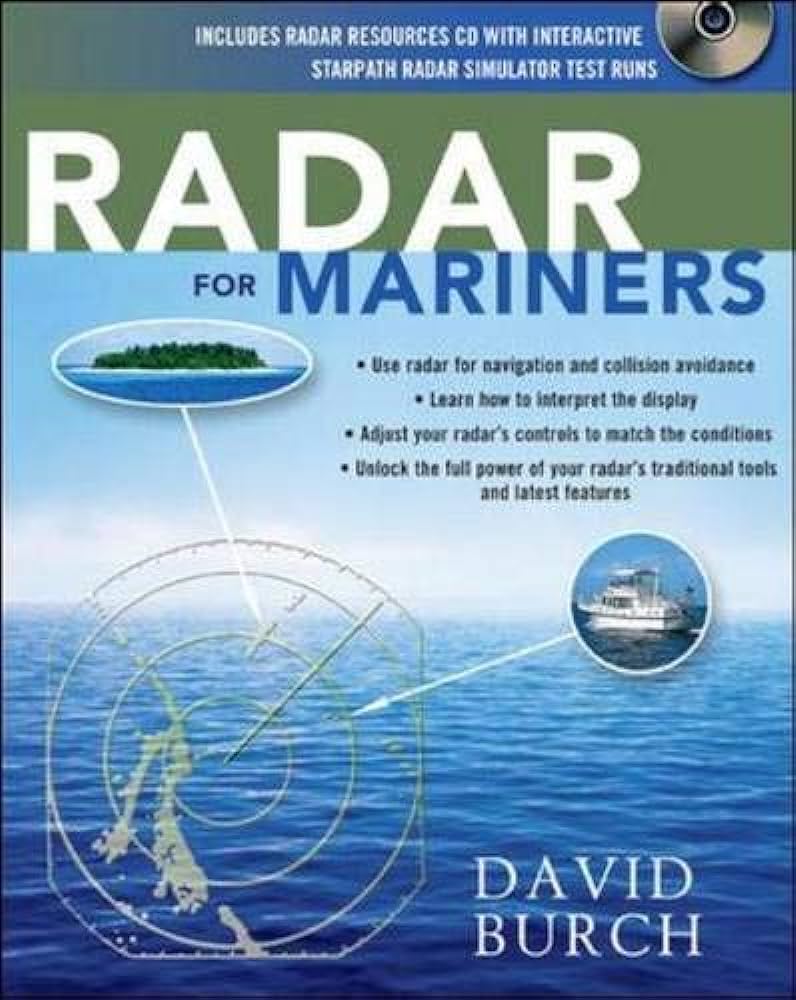 INCLUDES RADAR RESOURCES CD WITH INTERACTIVE
STARPATH RADAR SIMULATOR TEST RUNS
RADAR
FOR MARINERS
• Use radar for navigation and collision avoidance
• Learn how to interpret the display
• Adjust your radar's controls to match the conditions
• Unlock the full power of your radar's traditional tools
and latest features
DAVID
BURCH